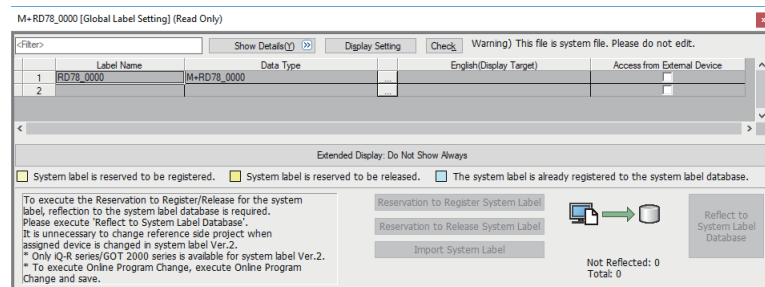 M+RD78_0000 [Global Label Setting] (Read Only)
<Filter>
Show Details(Y)
Display Setting
Check
Warning) This file is system file. Please do not edit.
Label Name Data Type English(Display Target) Access from External Device
1 RD78_0000 M+RD78_0000 ...
2 ...
Extended Display: Do Not Show Always
System label is reserved to be registered. System label is reserved to be released. The system label is already registered to the system label database.
To execute the Reservation to Register/Release for the system
label, reflection to the system label database is required.
Please execute 'Reflect to System Label Database'.
It is unnecessary to change reference side project when
assigned device is changed in system label Ver.2.
* Only iQ-R series/GOT 2000 series is available for system label Ver.2.
* To execute Online Program Change, execute Online Program
Change and save.
Reservation to Register System Label
Reservation to Release System Label
Import System Label
Not Reflected: 0
Total: 0
Reflect to
System Label
Database